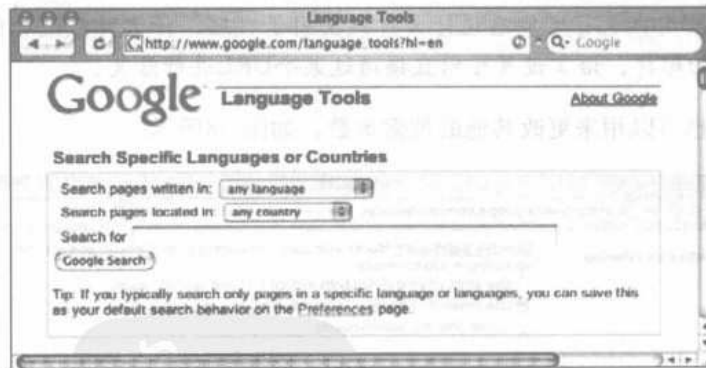 Language Tools
http://www.google.com/language_tools?hl=en
Q- Google
Google Language Tools About Google
Search Specific Languages or Countries
Search pages written in: any language
Search pages located in: any country
Search for
Google Search
Tip: If you typically search only pages in a specific language or languages, you can save this
as your default search behavior on the Preferences page.